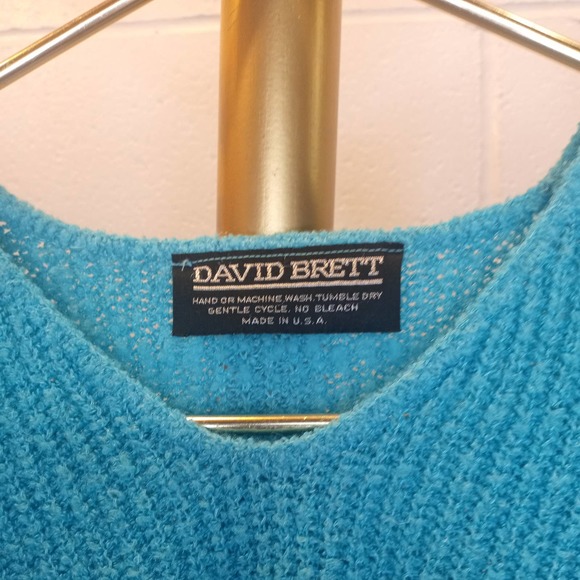 DAVID BRETT
HAND OR MACHINE WASH.TUMBLE DRY
GENTLE CYCLE. NO BLEACH
MADE IN U.S.A.